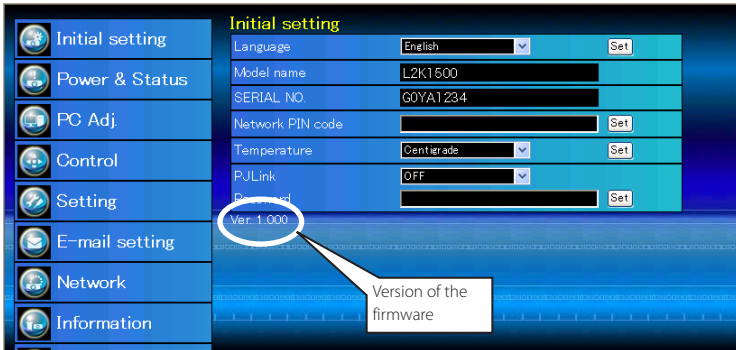 Initial setting
Power & Status
PC Adj.
Control
Setting
E-mail setting
Network
Information
Initial setting
Language English Set
Model name L2K1500
SERIAL NO. G0YA1234
Network PIN code Set
Temperature Centigrade Set
PJLink OFF
Password Set
Ver. 1.000
Version of the
firmware